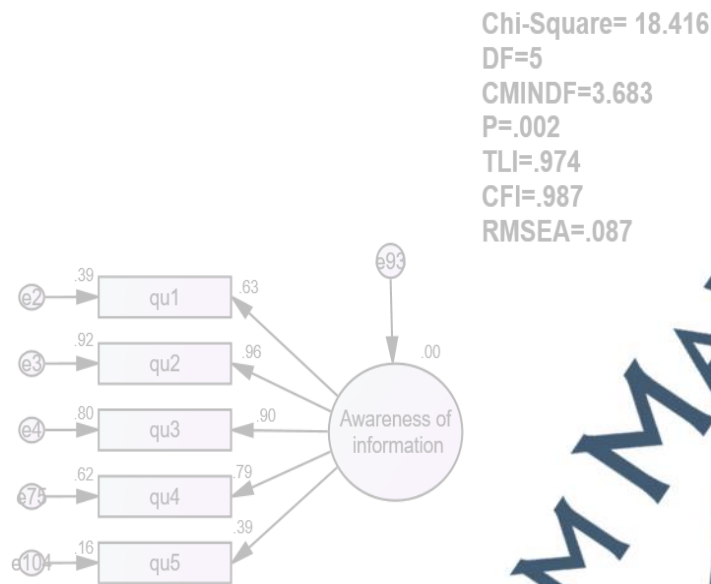 Chi-Square= 18.416
DF=5
CMINDF=3.683
P=.002
TLI=.974
CFI=.987
RMSEA=.087
e93
.00
.39
e2
qu1
.63
.92
e3
qu2
.96
.80
e4
qu3
.90
Awareness of
information
.62
e75
qu4
.79
.16
e104
qu5
.39